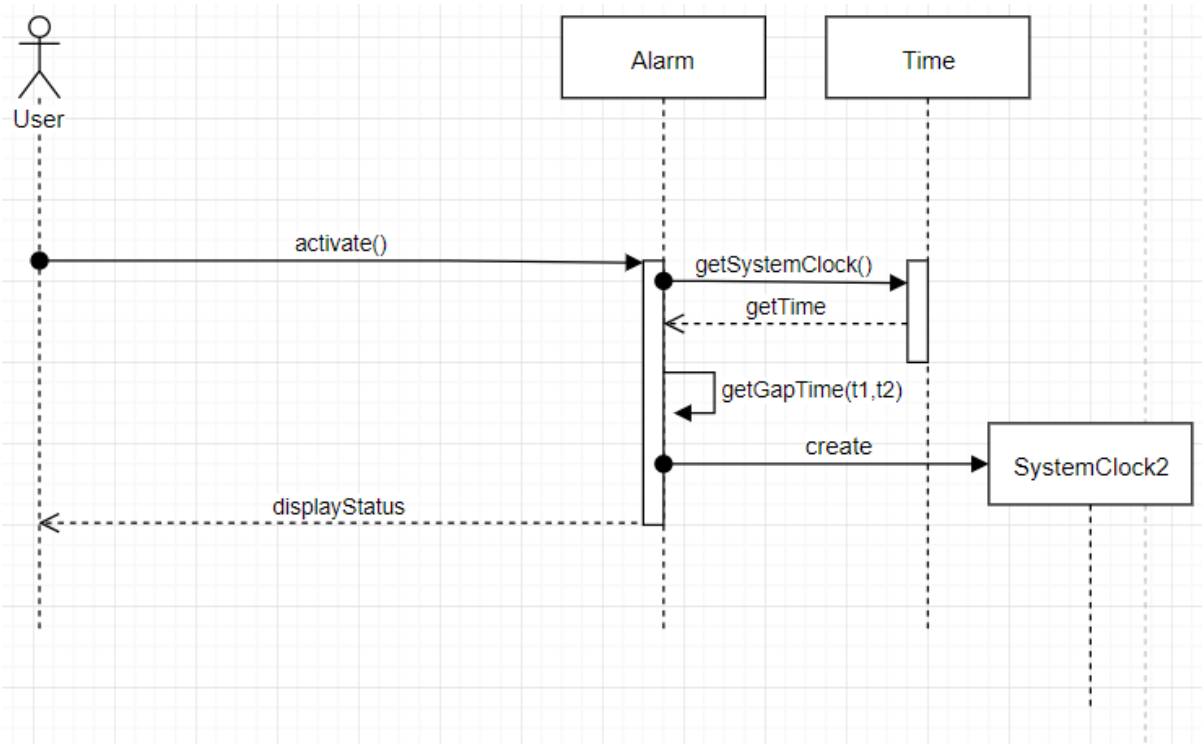 Alarm
Time
User
activate()
getSystemClock()
getTime
getGapTime(t1,t2)
create
SystemClock2
displayStatus